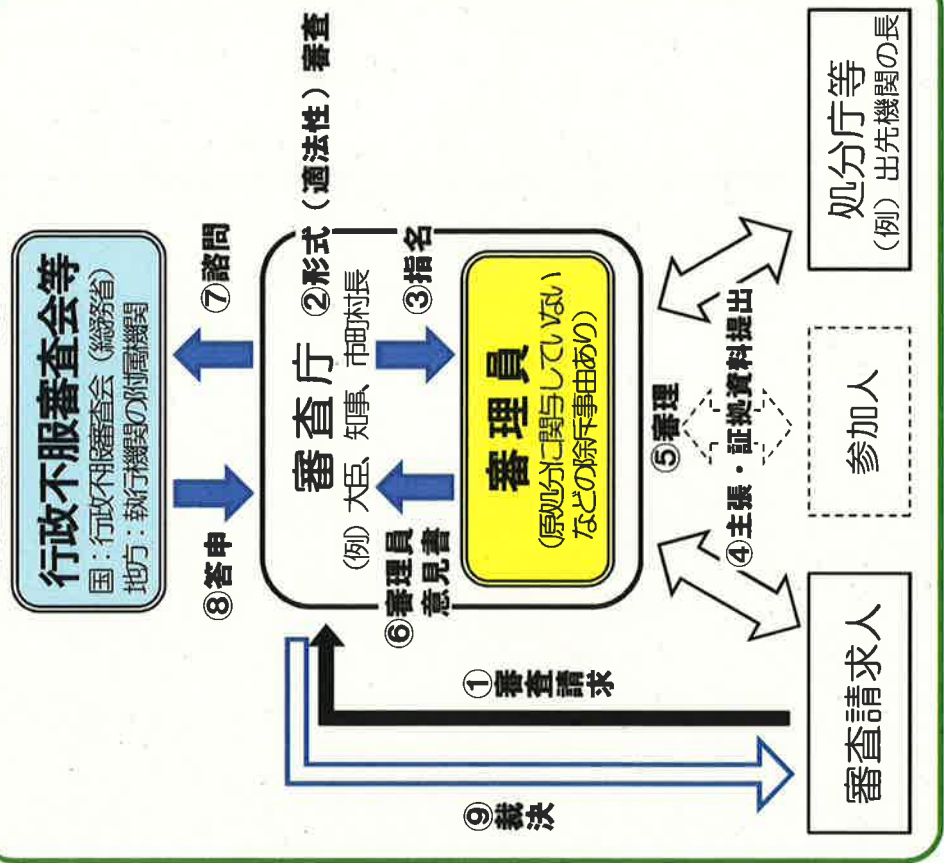 行政不服審査会等
国：行政不服審査会（総務省）
地方：執行機関の附属機関
⑧答申
⑦諮問
審査庁
（例）大臣、知事、市町村長
②形式（適法性）審査
③指名
⑥審理員
意見書
審理員
（原処分に関与していない
などの除斥事由あり）
①審査
請求
⑨裁決
⑤審理
④主張・証拠資料提出
審査請求人
参加人
処分庁等
（例）出先機関の長